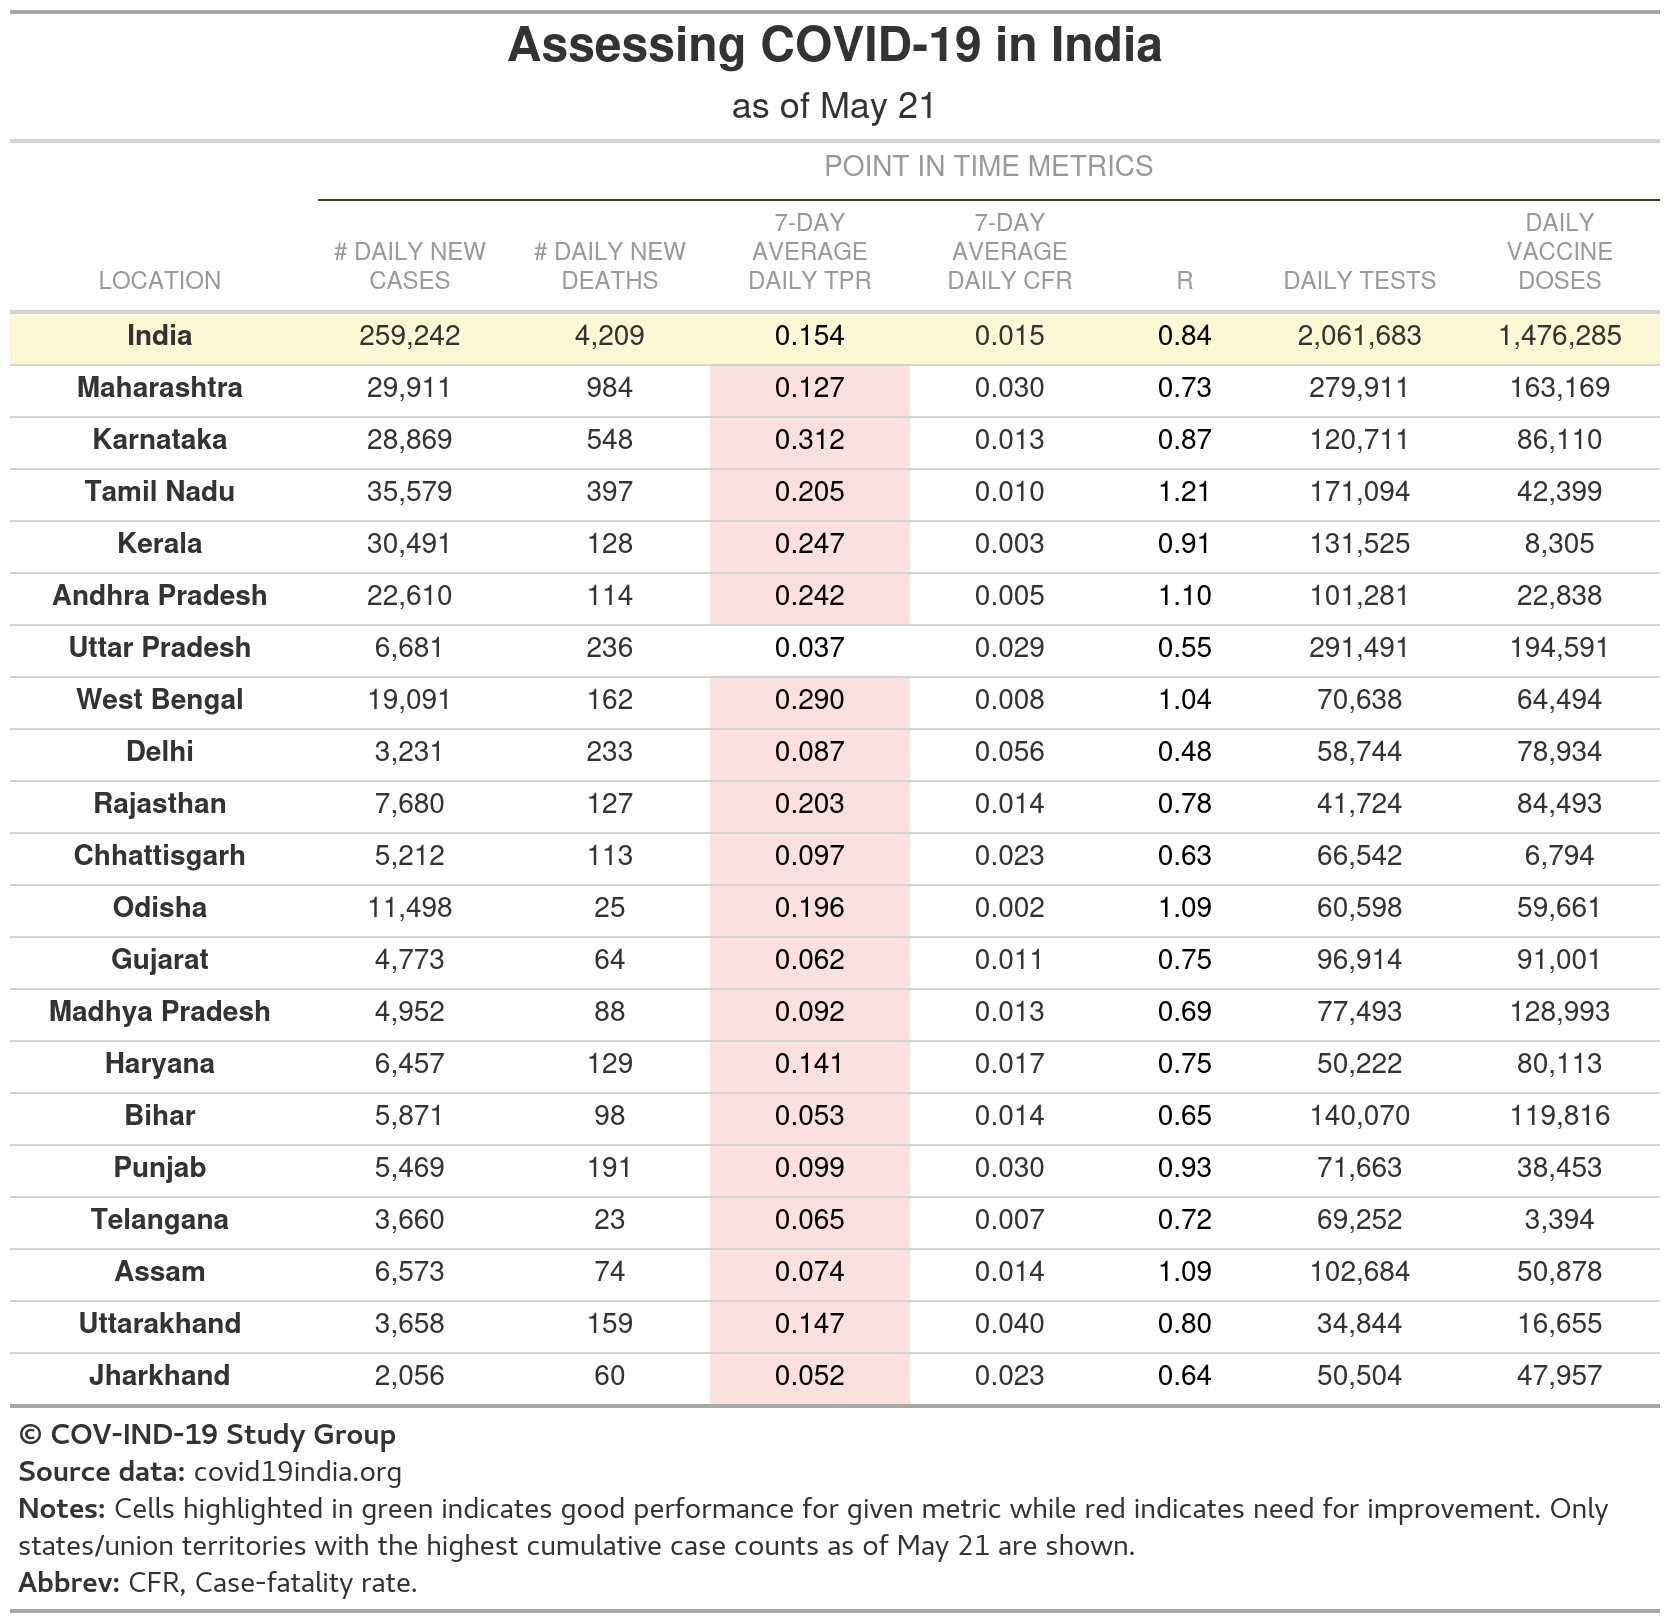 Assessing COVID-19 in India
as of May 21
POINT IN TIME METRICS
LOCATION # DAILY NEW CASES # DAILY NEW DEATHS 7-DAY AVERAGE DAILY TPR 7-DAY AVERAGE DAILY CFR R DAILY TESTS DAILY VACCINE DOSES
India 259,242 4,209 0.154 0.015 0.84 2,061,683 1,476,285
Maharashtra 29,911 984 0.127 0.030 0.73 279,911 163,169
Karnataka 28,869 548 0.312 0.013 0.87 120,711 86,110
Tamil Nadu 35,579 397 0.205 0.010 1.21 171,094 42,399
Kerala 30,491 128 0.247 0.003 0.91 131,525 8,305
Andhra Pradesh 22,610 114 0.242 0.005 1.10 101,281 22,838
Uttar Pradesh 6,681 236 0.037 0.029 0.55 291,491 194,591
West Bengal 19,091 162 0.290 0.008 1.04 70,638 64,494
Delhi 3,231 233 0.087 0.056 0.48 58,744 78,934
Rajasthan 7,680 127 0.203 0.014 0.78 41,724 84,493
Chhattisgarh 5,212 113 0.097 0.023 0.63 66,542 6,794
Odisha 11,498 25 0.196 0.002 1.09 60,598 59,661
Gujarat 4,773 64 0.062 0.011 0.75 96,914 91,001
Madhya Pradesh 4,952 88 0.092 0.013 0.69 77,493 128,993
Haryana 6,457 129 0.141 0.017 0.75 50,222 80,113
Bihar 5,871 98 0.053 0.014 0.65 140,070 119,816
Punjab 5,469 191 0.099 0.030 0.93 71,663 38,453
Telangana 3,660 23 0.065 0.007 0.72 69,252 3,394
Assam 6,573 74 0.074 0.014 1.09 102,684 50,878
Uttarakhand 3,658 159 0.147 0.040 0.80 34,844 16,655
Jharkhand 2,056 60 0.052 0.023 0.64 50,504 47,957
© COV-IND-19 Study Group
Source data: covid19india.org
Notes: Cells highlighted in green indicates good performance for given metric while red indicates need for improvement. Only
states/union territories with the highest cumulative case counts as of May 21 are shown.
Abbrev: CFR, Case-fatality rate.